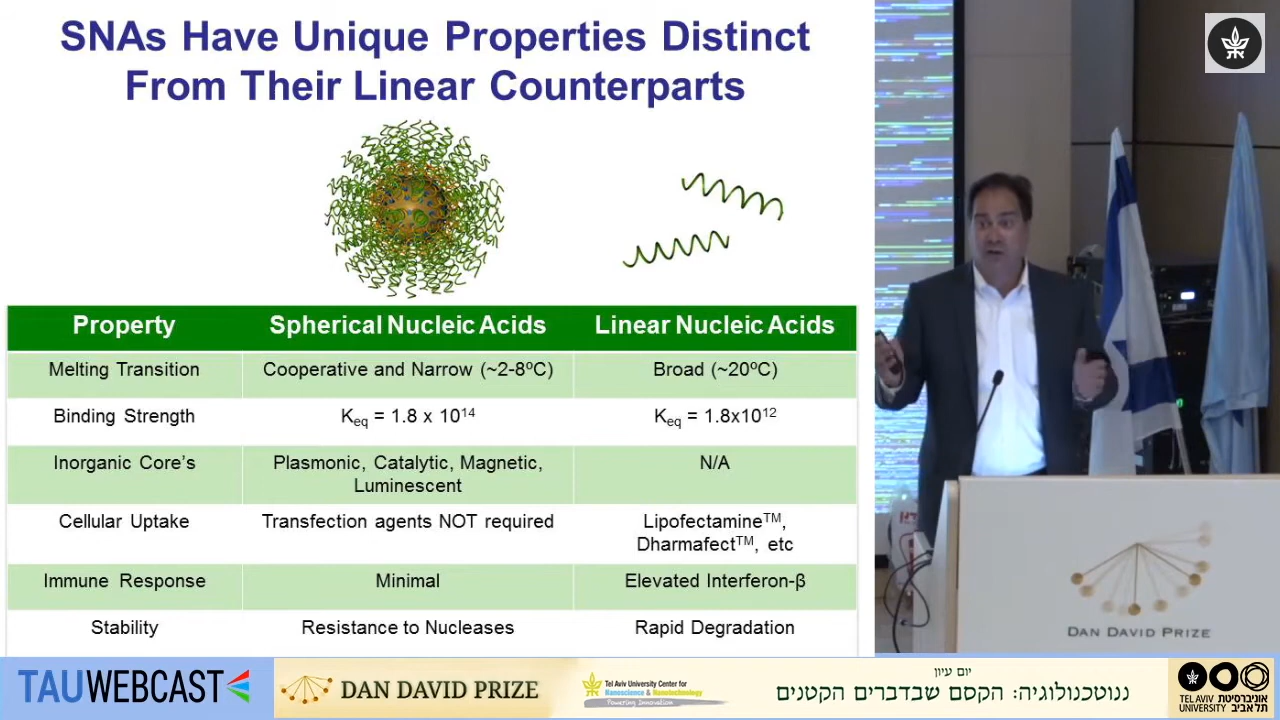 SNAs Have Unique Properties Distinct
From Their Linear Counterparts
Property Spherical Nucleic Acids Linear Nucleic Acids
Melting Transition Cooperative and Narrow (~2-8ºC) Broad (~20ºC)
Binding Strength Keq = 1.8 x 10¹⁴ Keq = 1.8x10¹²
Inorganic Core's Plasmonic, Catalytic, Magnetic, N/A
Luminescent
Cellular Uptake Transfection agents NOT required Lipofectamine™,
Dharmafect™, etc
Immune Response Minimal Elevated Interferon-β
Stability Resistance to Nucleases Rapid Degradation
DAN DAVID PRIZE
TAUWEBCAST
DAN DAVID PRIZE
Tel Aviv University Center for
Nanoscience & Nanotechnology
Powering Innovation
יום עיון
ננוטכנולוגיה: הקסם שבדברים הקטנים
TEL AVIV אוניברסיטת
UNIVERSITY תל אביב